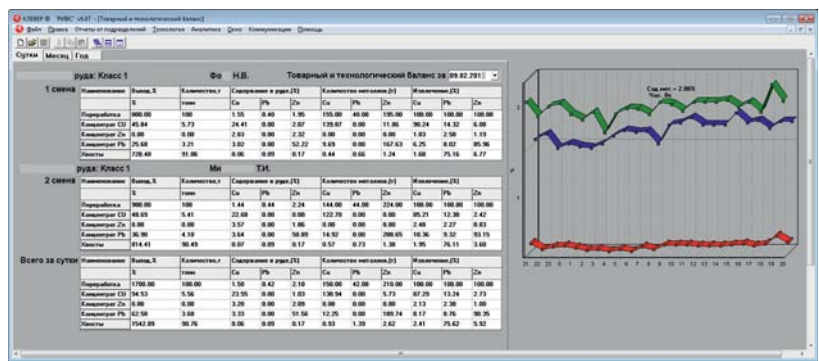 КЛЕВЕР ® "РИВС" v6.0T - [Товарный и технологический баланс]
Файл Правка Отчеты от подразделений Технология Аналитика Окно Коммуникации Помощь
Сутки Месяц Год
руда: Класс 1 Фо Н.В. Товарный и технологический баланс за 09.02.201
1 смена Наименование Выход,% Количество,т Содержание в руде,(%) Количество металлов,(т) Извлечение,(%)
% тонн Cu Pb Zn Cu Pb Zn Cu Pb Zn
Переработка 800.00 100 1.55 0.40 1.95 155.00 40.00 195.00 100.00 100.00 100.00
Концентрат CU 45.84 5.73 24.41 0.00 2.07 139.87 0.00 11.86 90.24 14.32 6.08
Концентрат Zn 0.00 0.00 2.83 0.00 2.32 0.00 0.00 0.00 1.83 2.50 1.19
Концентрат Pb 25.68 3.21 3.02 0.00 52.22 9.69 0.00 167.63 6.25 8.02 85.96
Хвосты 728.48 91.06 0.06 0.09 0.17 0.44 0.66 1.24 1.68 75.16 6.77
руда: Класс 1 Ми Т.И.
2 смена Наименование Выход,% Количество,т Содержание в руде,(%) Количество металлов,(т) Извлечение,(%)
% тонн Cu Pb Zn Cu Pb Zn Cu Pb Zn
Переработка 900.00 100 1.44 0.44 2.24 144.00 44.00 224.00 100.00 100.00 100.00
Концентрат CU 48.69 5.41 22.68 0.00 0.00 122.70 0.00 0.00 85.21 12.38 2.42
Концентрат Zn 0.00 0.00 3.57 0.00 1.86 0.00 0.00 0.00 2.48 2.27 0.83
Концентрат Pb 36.90 4.10 3.64 0.00 50.89 14.92 0.00 208.65 10.36 9.32 93.15
Хвосты 814.41 90.49 0.07 0.09 0.17 0.57 0.73 1.38 1.95 76.11 3.60
Всего за сутки Наименование Выход,% Количество,т Содержание в руде,(%) Количество металлов,(т) Извлечение,(%)
% тонн Cu Pb Zn Cu Pb Zn Cu Pb Zn
Переработка 1700.00 100.00 1.50 0.42 2.10 150.00 42.00 210.00 100.00 100.00 100.00
Концентрат CU 94.53 5.56 23.55 0.00 1.03 130.94 0.00 5.73 87.29 13.24 2.73
Концентрат Zn 0.00 0.00 3.20 0.00 2.09 0.00 0.00 0.00 2.13 2.38 1.00
Концентрат Pb 62.58 3.68 3.33 0.00 51.56 12.25 0.00 189.74 8.17 8.76 90.35
Хвосты 1542.89 90.76 0.06 0.09 0.17 0.93 1.39 2.62 2.41 75.62 5.92
Сод.мет. = 2.00%
Час. 0ч
2
%
1
21 22 23 0 1 2 3 4 5 6 7 8 9 10 11 12 13 14 15 16 17 18 19 20